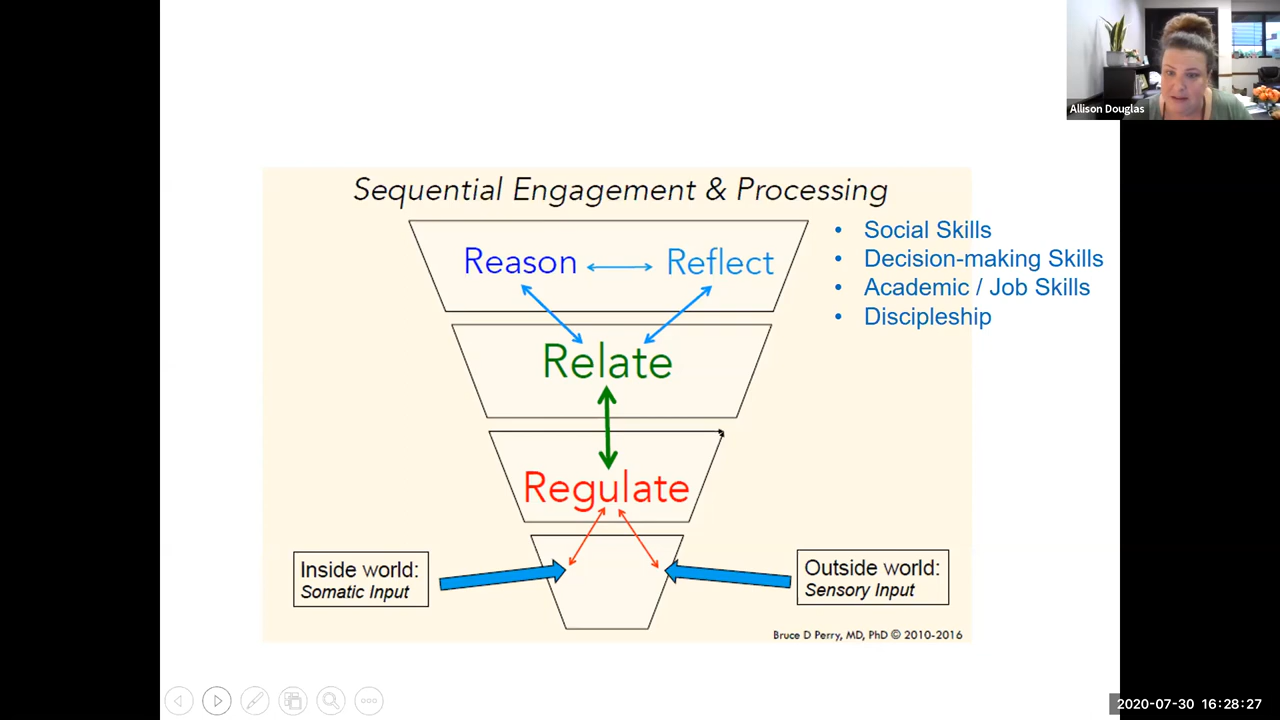 Allison Douglas
Sequential Engagement & Processing
Reason
Reflect
• Social Skills
• Decision-making Skills
• Academic / Job Skills
• Discipleship
Relate
Regulate
Inside world:
Somatic Input
Outside world:
Sensory Input
Bruce D Perry, MD, PhD © 2010-2016
2020-07-30 16:28:27